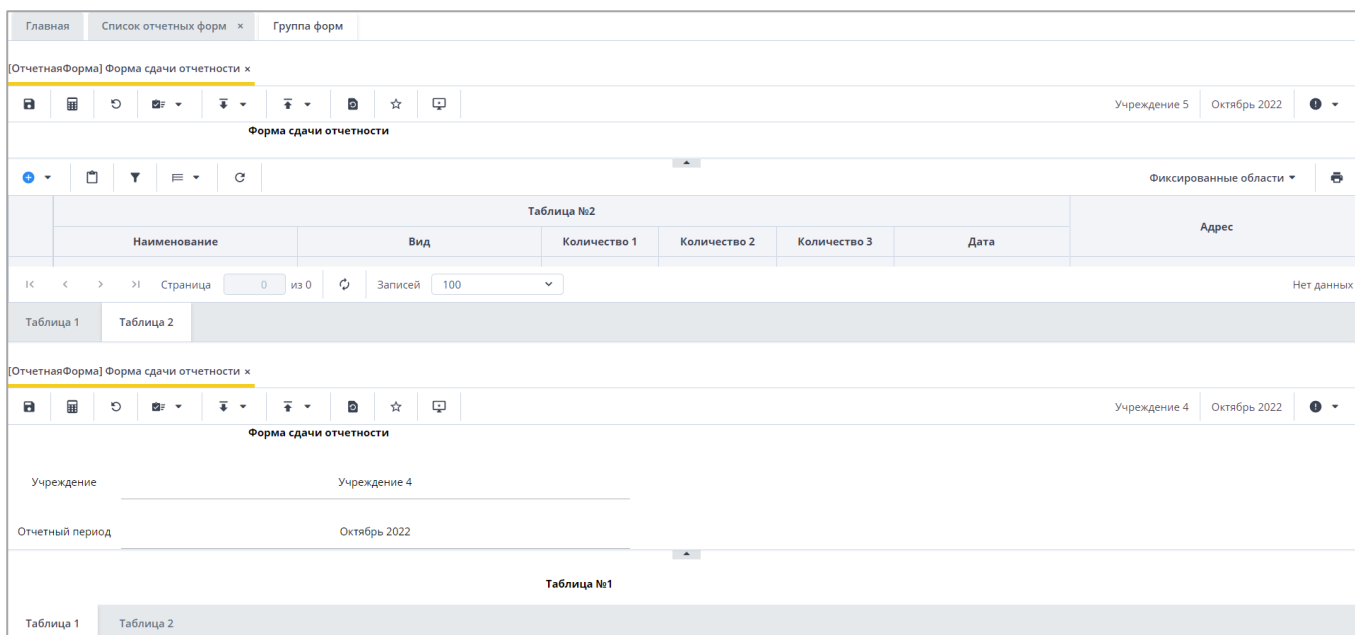 Главная Список отчетных форм × Группа форм
[ОтчетнаяФорма] Форма сдачи отчетности ×
Учреждение 5 Октябрь 2022
Форма сдачи отчетности
Фиксированные области
Таблица №2 Адрес
Наименование Вид Количество 1 Количество 2 Количество 3 Дата
Страница 0 из 0 Записей 100 Нет данных
Таблица 1 Таблица 2
[ОтчетнаяФорма] Форма сдачи отчетности ×
Учреждение 4 Октябрь 2022
Форма сдачи отчетности
Учреждение Учреждение 4
Отчетный период Октябрь 2022
Таблица №1
Таблица 1 Таблица 2